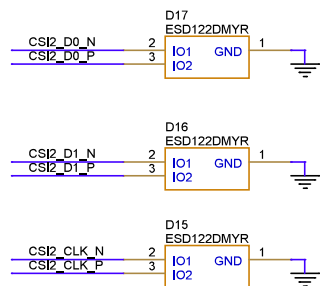 D17
ESD122DMYR
CSI2_D0_N 2 IO1 GND 1
CSI2_D0_P 3 IO2
D16
ESD122DMYR
CSI2_D1_N 2 IO1 GND 1
CSI2_D1_P 3 IO2
D15
ESD122DMYR
CSI2_CLK_N 2 IO1 GND 1
CSI2_CLK_P 3 IO2